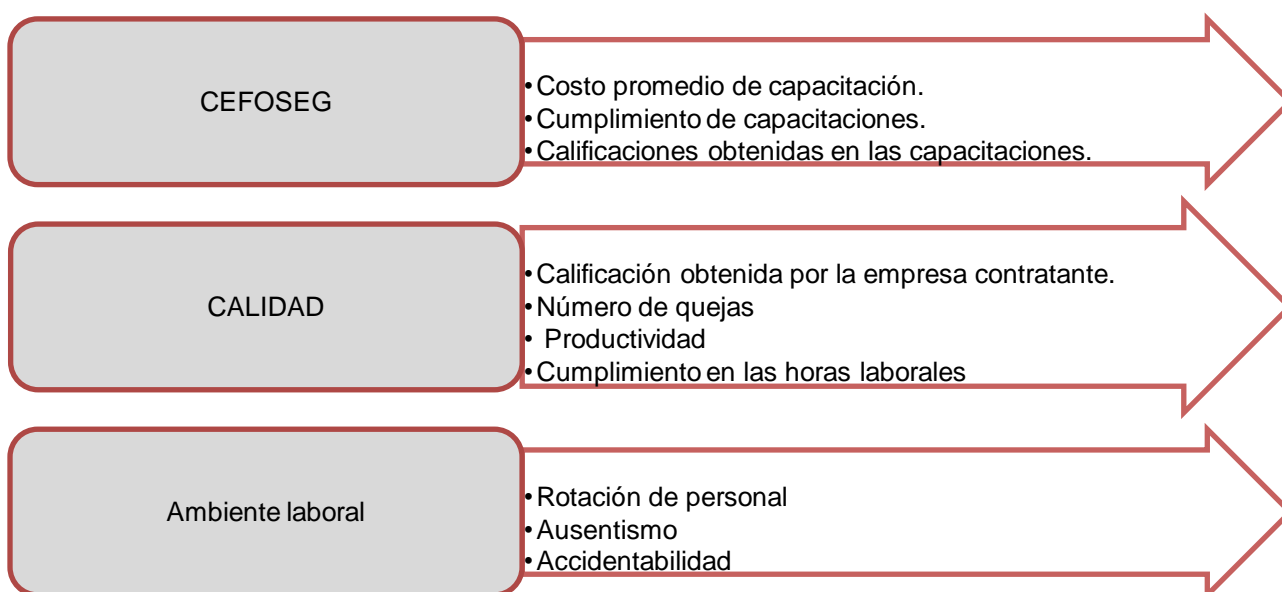 CEFOSEG
•Costo promedio de capacitación.
•Cumplimiento de capacitaciones.
•Calificaciones obtenidas en las capacitaciones.
CALIDAD
•Calificación obtenida por la empresa contratante.
•Número de quejas
• Productividad
•Cumplimiento en las horas laborales
Ambiente laboral
•Rotación de personal
•Ausentismo
•Accidentabilidad